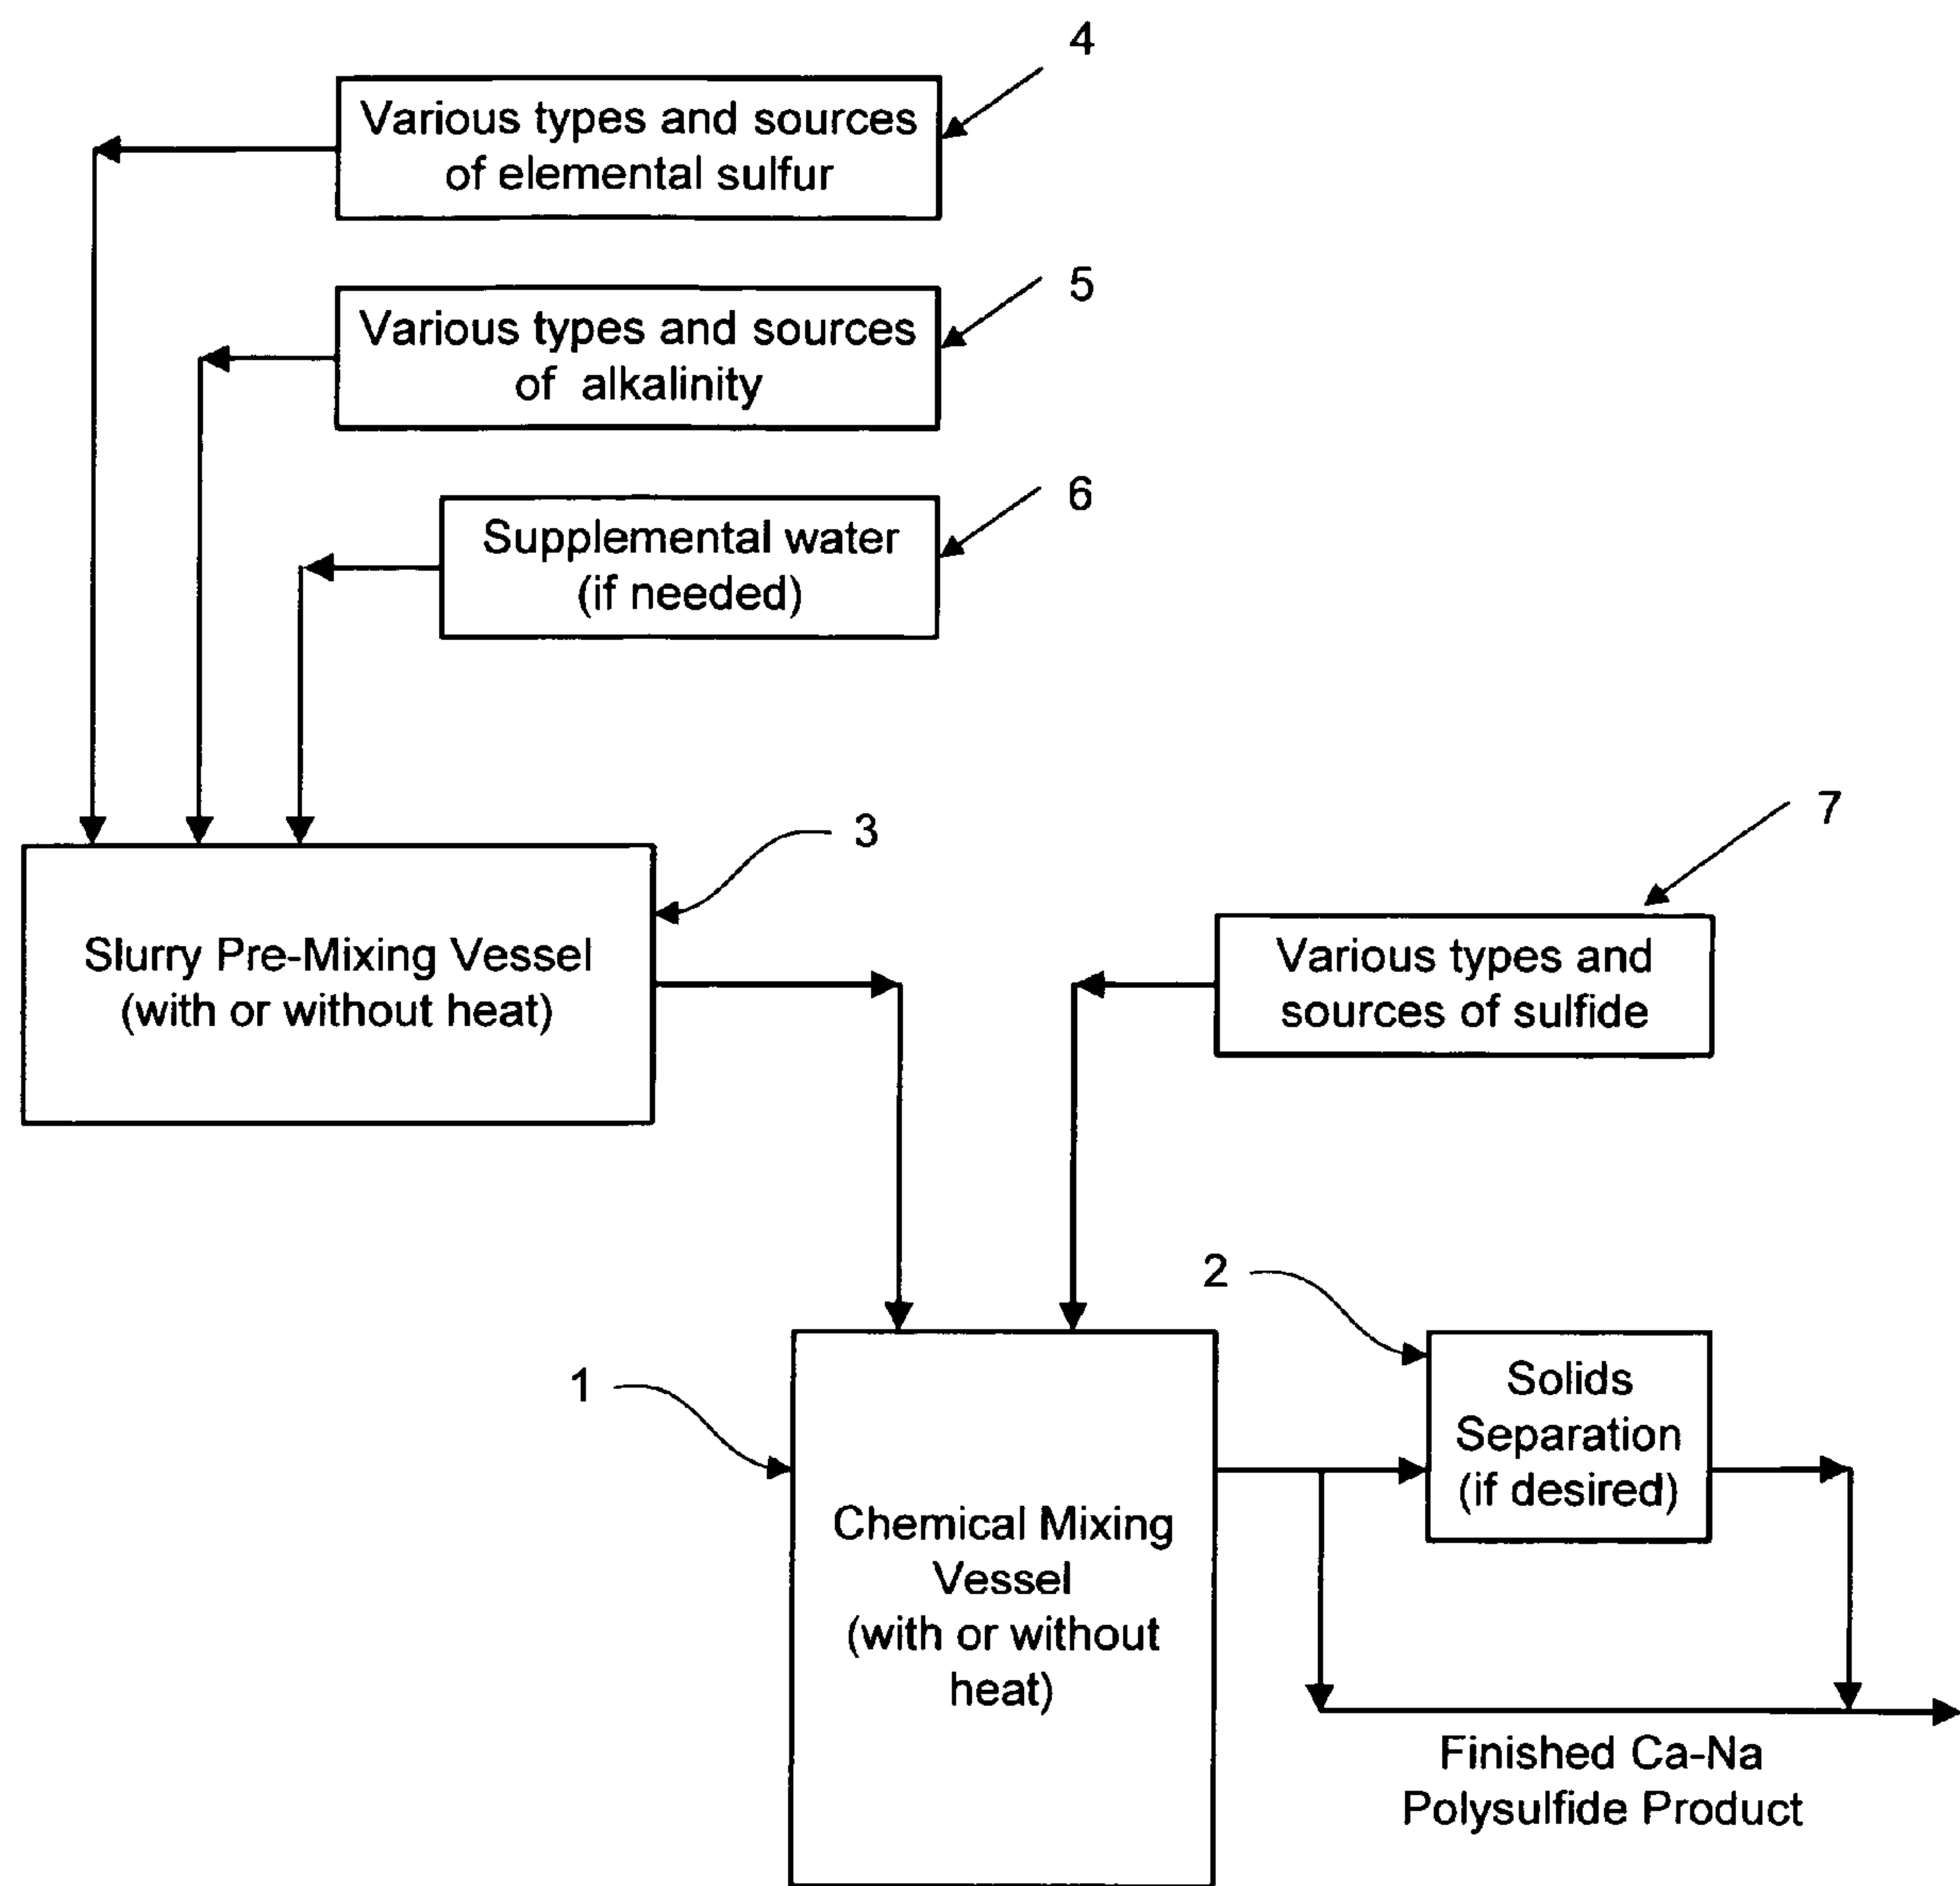 4
Various types and sources
of elemental sulfur
5
Various types and sources
of alkalinity
6
Supplemental water
(if needed)
3
Slurry Pre-Mixing Vessel
(with or without heat)
7
Various types and
sources of sulfide
2
Solids
Separation
(if desired)
1
Chemical Mixing
Vessel
(with or without
heat)
Finished Ca-Na
Polysulfide Product